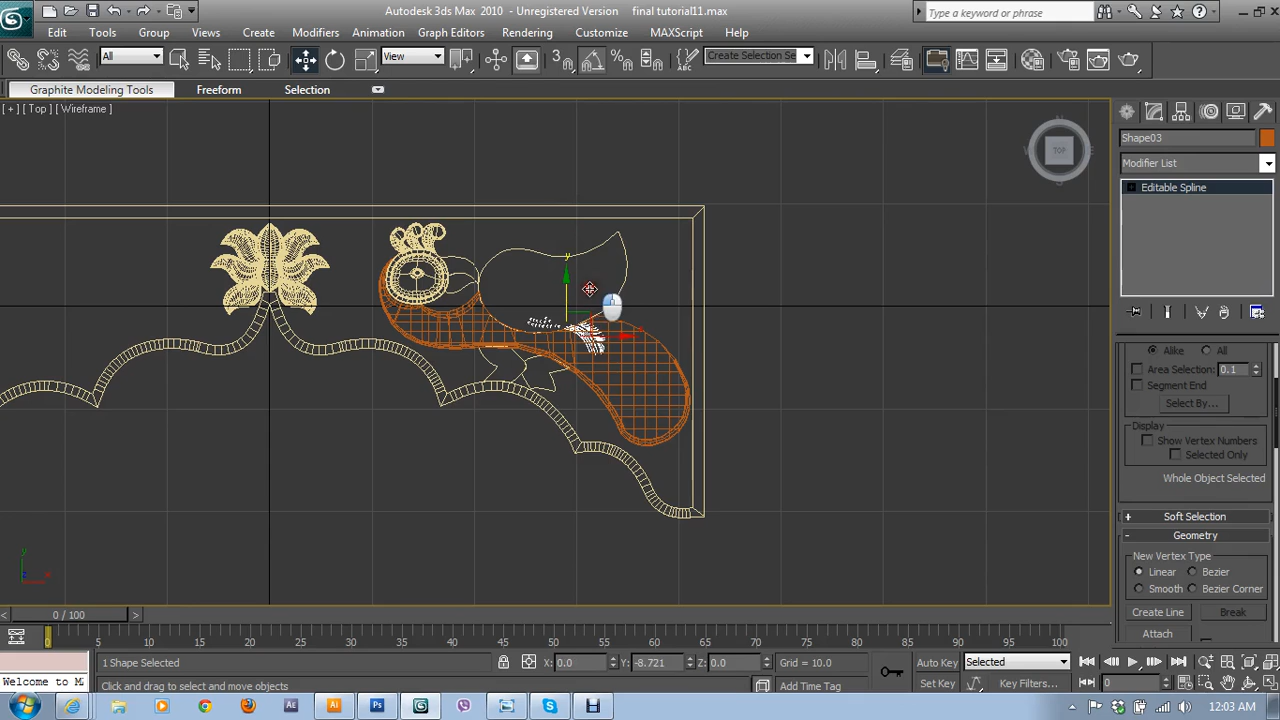 Autodesk 3ds Max 2010 - Unregistered Version final tutorial11.max
Type a keyword or phrase
Edit Tools Group Views Create Modifiers Animation Graph Editors Rendering Customize MAXScript Help
All View Create Selection Se
Graphite Modeling Tools Freeform Selection
[ + ] [ Top ] [ Wireframe ]
TOP
Shape03
Modifier List
Editable Spline
Alike All
Area Selection: 0.1
Segment End
Select By...
Display
Show Vertex Numbers
Selected Only
Whole Object Selected
+ Soft Selection
- Geometry
New Vertex Type
Linear Bezier
Smooth Bezier Corner
Create Line Break
Attach
y
y
x
< 0 / 100 >
0 5 10 15 20 25 30 35 40 45 50 55 60 65 70 75 80 85 90 95 100
1 Shape Selected X: 0.0 Y: -8.721 Z: 0.0 Grid = 10.0 Auto Key Selected
Welcome to M Click and drag to select and move objects Add Time Tag Set Key Key Filters... 0
12:03 AM